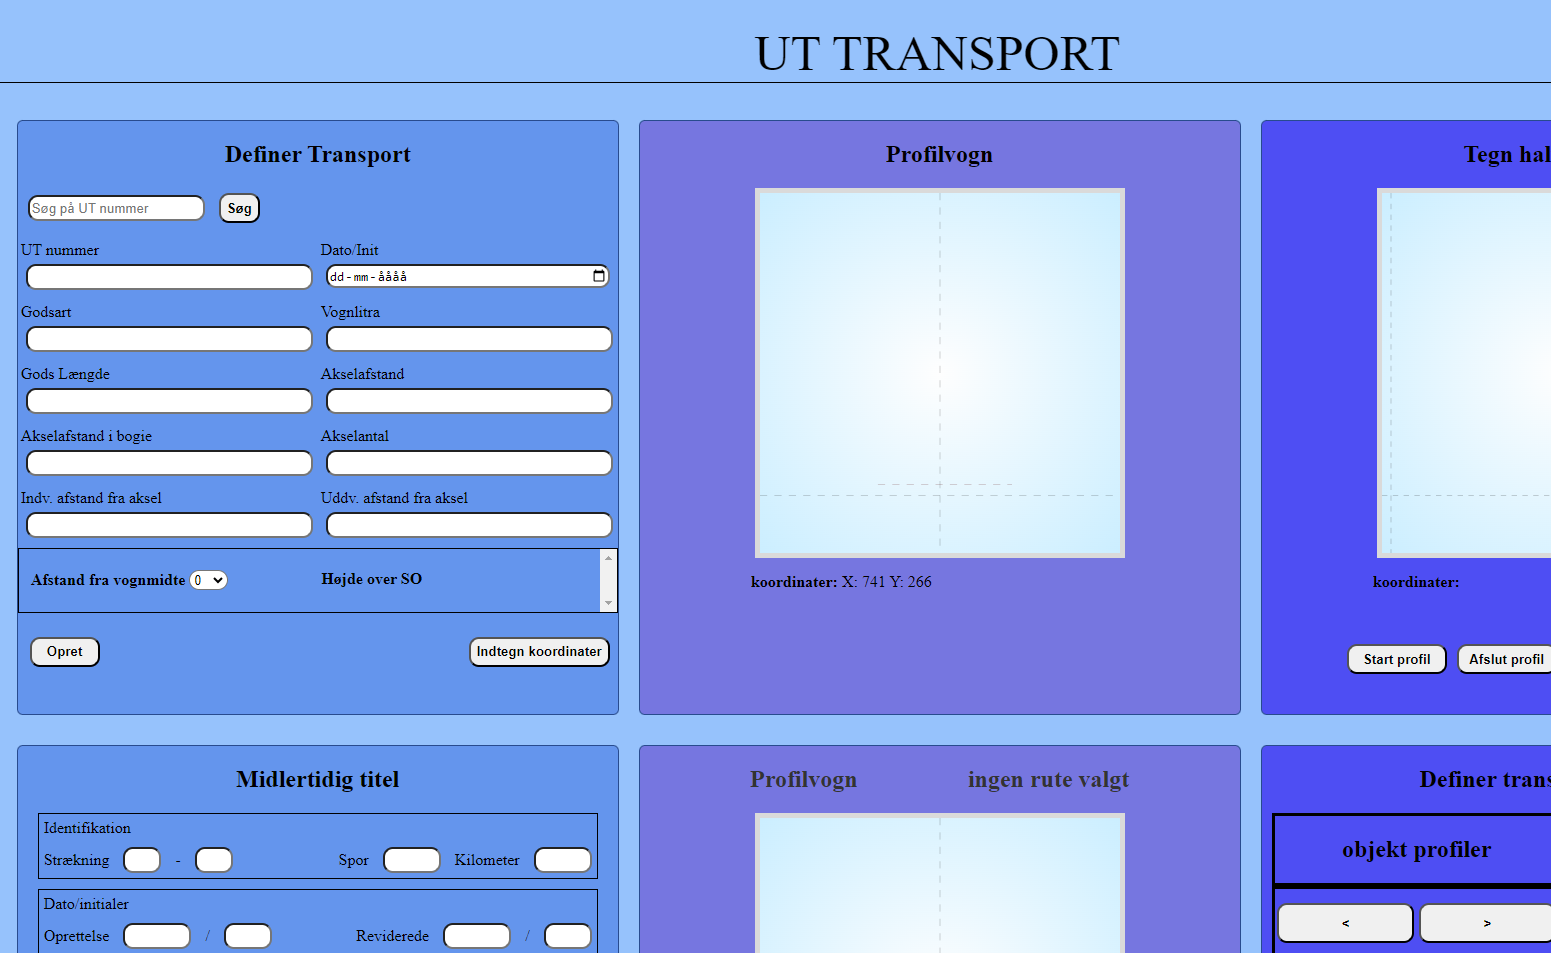 UT TRANSPORT
Definer Transport
Søg på UT nummer Søg
UT nummer Dato/Init
dd-mm-åååå
Godsart Vognlitra
Gods Længde Akselafstand
Akselafstand i bogie Akselantal
Indv. afstand fra aksel Uddv. afstand fra aksel
Afstand fra vognmidte 0 Højde over SO
Opret Indtegn koordinater
Profilvogn
koordinater: X: 741 Y: 266
Tegn hal
koordinater:
Start profil Afslut profil
Midlertidig titel
Identifikation
Strækning - Spor Kilometer
Dato/initialer
Oprettelse / Reviderede /
Profilvogn ingen rute valgt
Definer trans
objekt profiler
< >